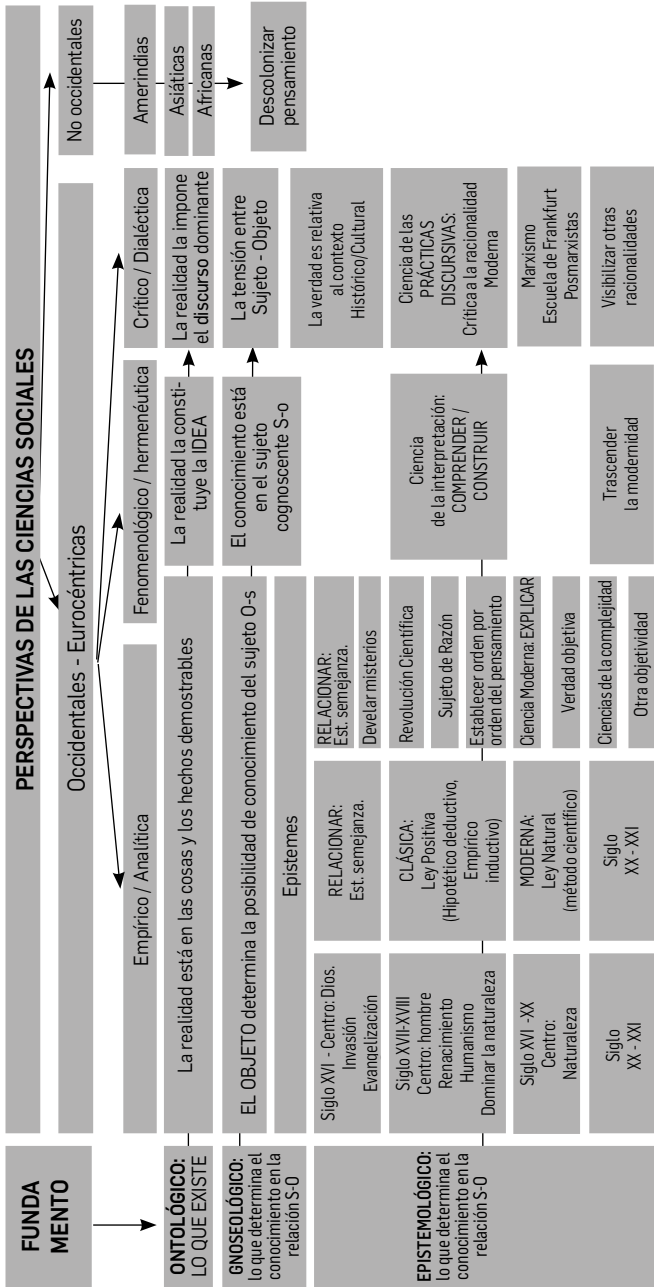 PERSPECTIVAS DE LAS CIENCIAS SOCIALES
FUNDA
MENTO
Occidentales - Eurocéntricas
No occidentales
Empírico / Analítica
Fenomenológico / hermenéutica
Crítico / Dialéctica
Amerindias
Asiáticas
Africanas
Descolonizar
pensamiento
ONTOLÓGICO:
LO QUE EXISTE
La realidad está en las cosas y los hechos demostrables
La realidad la consti-
tuye la IDEA
La realidad la impone
el discurso dominante
GNOSEOLÓGICO:
lo que determina el
conocimiento en la
relación S-O
EL OBJETO determina la posibilidad de conocimiento del sujeto O-s
El conocimiento está
en el sujeto
cognoscente S-o
La tensión entre
Sujeto - Objeto
Epistemes
EPISTEMOLÓGICO:
lo que determina el
conocimiento en la
relación S-O
Siglo XVI - Centro: Dios.
Invasión
Evangelización
RELACIONAR:
Est. semejanza.
RELACIONAR:
Est. semejanza.
Develar misterios
La verdad es relativa
al contexto
Histórico/Cultural
Siglo XVII-XVIII
Centro: hombre
Renacimiento
Humanismo
Dominar la naturaleza
CLÁSICA:
Ley Positiva
(Hipotético deductivo,
Empírico
inductivo)
Revolución Científica
Sujeto de Razón
Establecer orden por
orden del pensamiento
Ciencia
de la interpretación:
COMPRENDER /
CONSTRUIR
Ciencia de las
PRÁCTICAS
DISCURSIVAS:
Crítica a la racionalidad
Moderna
Siglo XVI -XX
Centro:
Naturaleza
MODERNA:
Ley Natural
(método científico)
Ciencia Moderna: EXPLICAR
Verdad objetiva
Marxismo
Escuela de Frankfurt
Posmarxistas
Siglo
XX - XXI
Siglo
XX - XXI
Ciencias de la complejidad
Otra objetividad
Trascender
la modernidad
Visibilizar otras
racionalidades